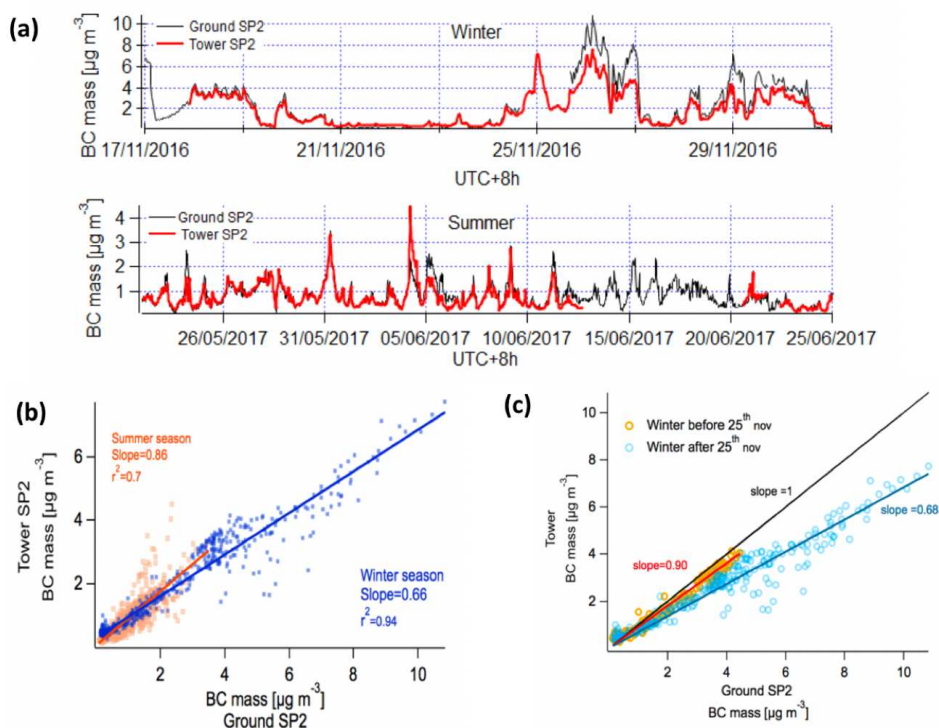 (a)
Ground SP2
Tower SP2
Winter
BC mass [µg m⁻³]
10
8
6
4
2
17/11/2016 21/11/2016 25/11/2016 29/11/2016
UTC+8h
Ground SP2
Tower SP2
Summer
BC mass [µg m⁻³]
4
3
2
1
26/05/2017 31/05/2017 05/06/2017 10/06/2017 15/06/2017 20/06/2017 25/06/2017
UTC+8h
(b)
Summer season
Slope=0.86
r²=0.7
Tower SP2
BC mass [µg m⁻³]
6
4
2
Winter season
Slope=0.66
r²=0.94
2 4 6 8 10
BC mass [µg m⁻³]
Ground SP2
(c)
Winter before 25th nov
Winter after 25th nov
slope =1
slope =0.68
slope=0.90
Tower
BC mass [µg m⁻³]
10
8
6
4
2
2 4 6 8 10
Ground SP2
BC mass [µg m⁻³]